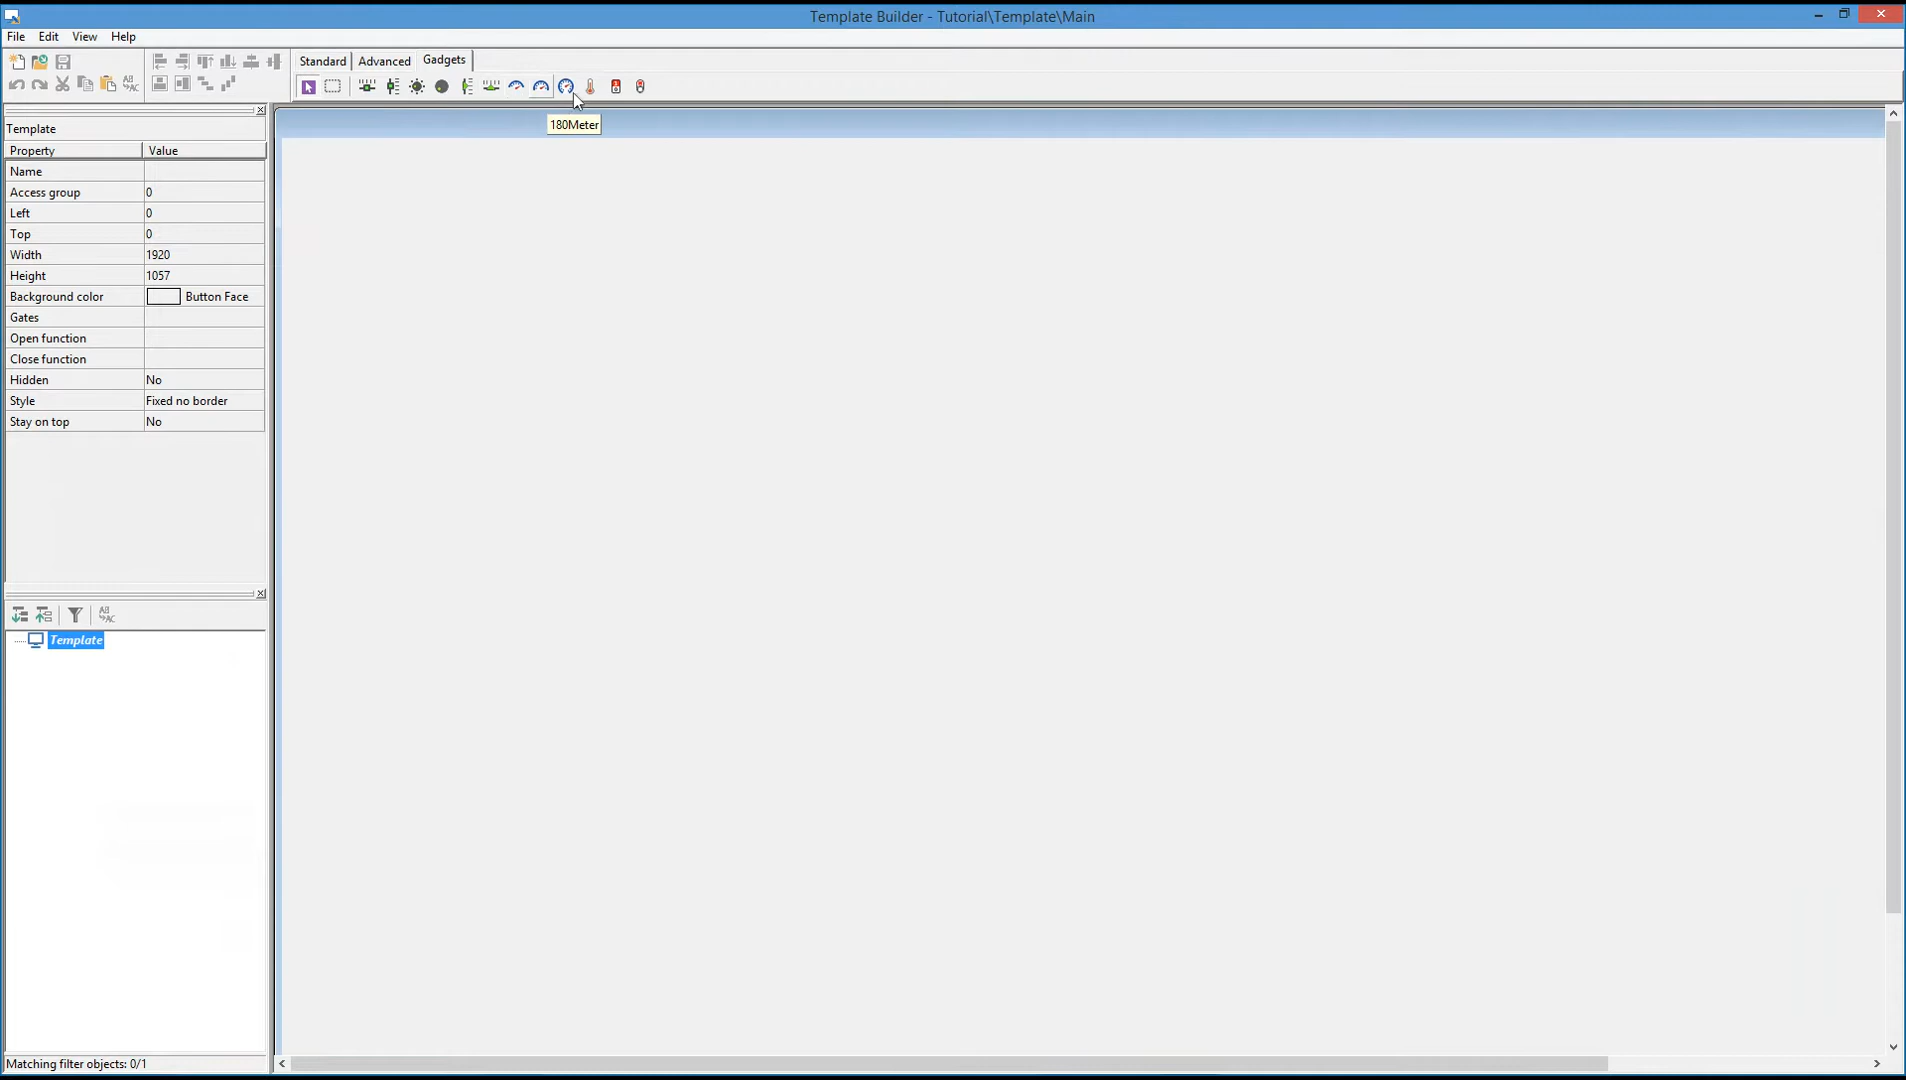 Template Builder - Tutorial\Template\Main
File Edit View Help
Standard Advanced Gadgets
180Meter
Template
Property Value
Name
Access group 0
Left 0
Top 0
Width 1920
Height 1057
Background color Button Face
Gates
Open function
Close function
Hidden No
Style Fixed no border
Stay on top No
Template
Matching filter objects: 0/1